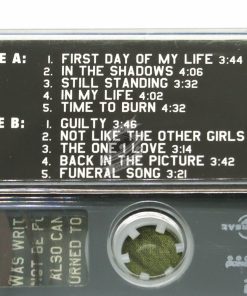 E A:
1. FIRST DAY OF MY LIFE 3:44
2. IN THE SHADOWS 4:06
3. STILL STANDING 3:32
4. IN MY LIFE 4:02
5. TIME TO BURN 4:32
E B:
1. GUILTY 3:46
2. NOT LIKE THE OTHER GIRLS
3. THE ONE I LOVE 3:14
4. BACK IN THE PICTURE 3:42
5. FUNERAL SONG 3:21
WAS WRIT
NOT BE PU
ALSO CAN
URNED TO